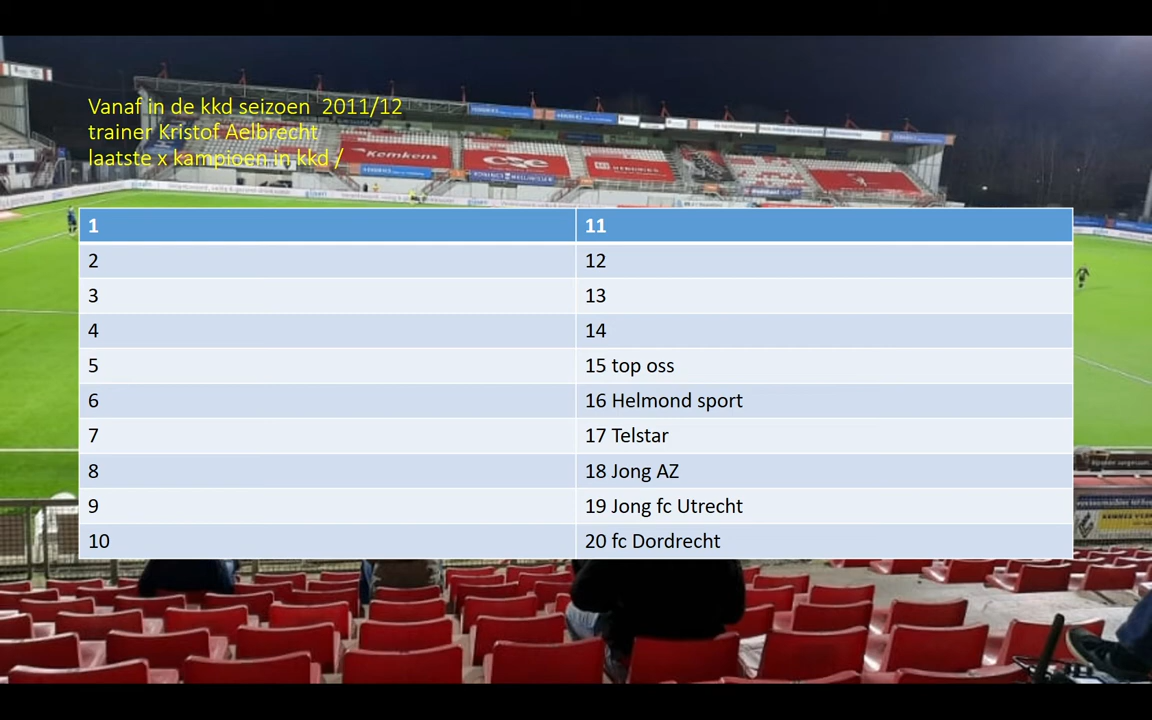 Vanaf in de kkd seizoen 2011/12
trainer Kristof Aelbrecht
laatste x kampioen in kkd /
Kemkens
1
11
2
12
3
13
4
14
5
15 top oss
6
16 Helmond sport
7
17 Telstar
8
18 Jong AZ
9
19 Jong fc Utrecht
10
20 fc Dordrecht